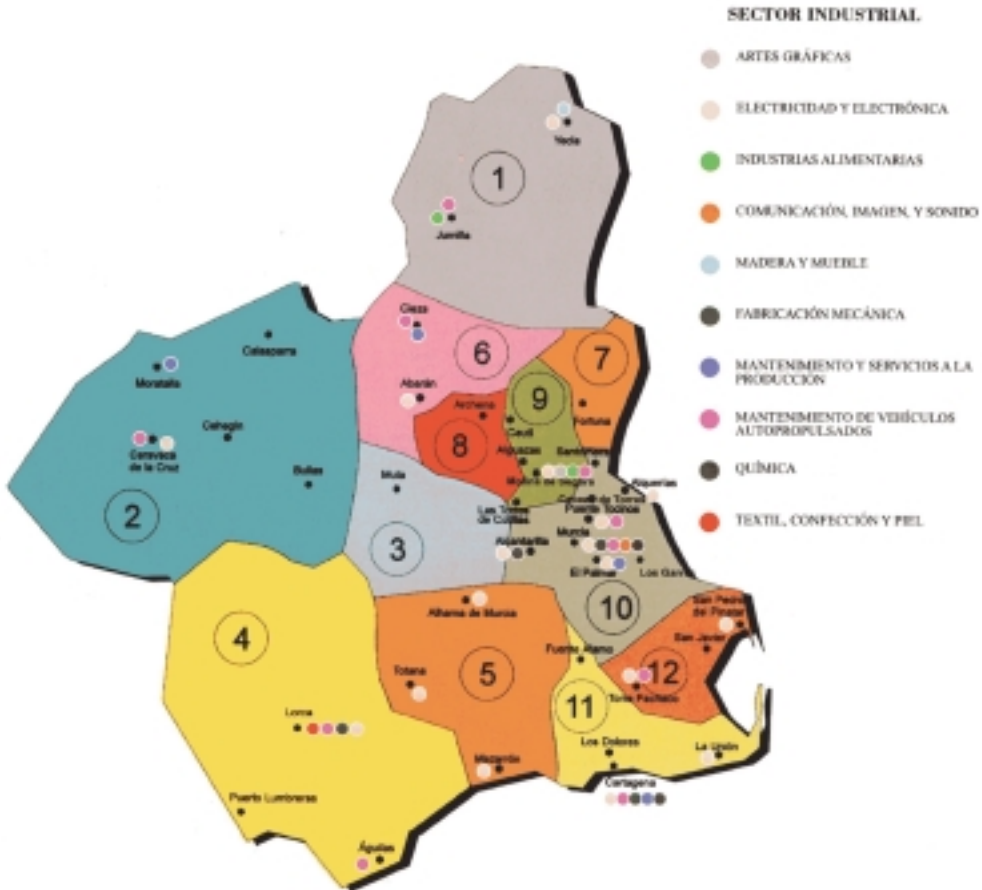 SECTOR INDUSTRIAL
ARTES GRÁFICAS
ELECTRICIDAD Y ELECTRÓNICA
INDUSTRIAS ALIMENTARIAS
COMUNICACIÓN, IMAGEN, Y SONIDO
MADERA Y MUEBLE
FABRICACIÓN MECÁNICA
MANTENIMIENTO Y SERVICIOS A LA
PRODUCCIÓN
MANTENIMIENTO DE VEHÍCULOS
AUTOPROPULSADOS
QUÍMICA
TEXTIL, CONFECCIÓN Y PIEL
Yecla
1
Jumilla
Cieza
6
7
Calasparra
Moratalla
Abarán
Archena
9
Fortuna
Ceutí
8
Cehegín
Caravaca
de la Cruz
Bullas
Mula
Alguazas
Santomera
Molina de Segura
Alquerías
Las Torres
de Cotillas
Puente Tocinos
2
3
Alcantarilla
Murcia
El Palmar
Los
10
Alhama de Murcia
San Pedro
del Pinatar
San Javier
4
Fuente Álamo
5
12
Totana
Torre Pacheco
11
Lorca
Los Dolores
La Unión
Mazarrón
Cartagena
Puerto Lumbreras
Águilas